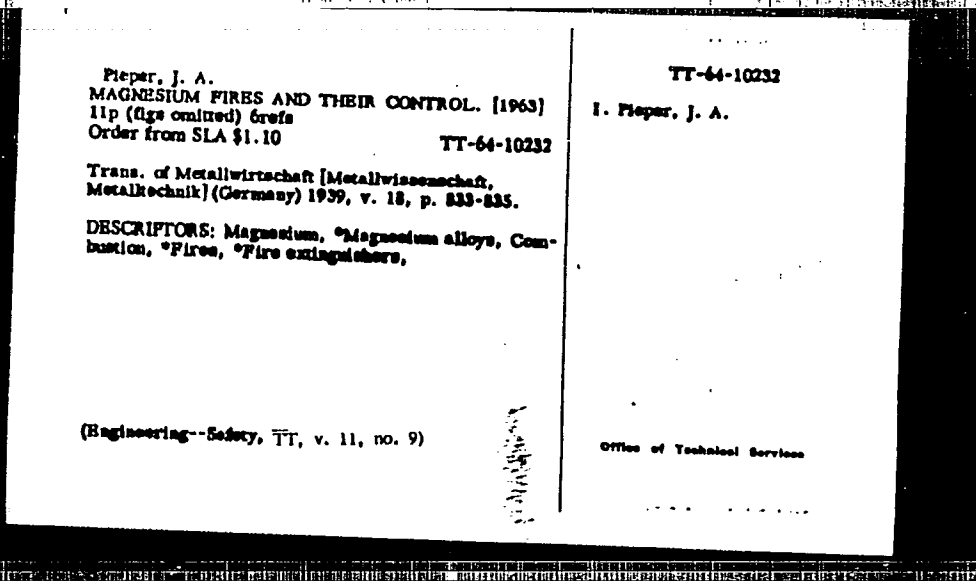 Pieper, J. A.
MAGNESIUM FIRES AND THEIR CONTROL. [1963]
11p (figs omitted) 6refs
Order from SLA $1.10 TT-64-10232
Trans. of Metallwirtschaft [Metallwissenschaft,
Metalltechnik] (Germany) 1939, v. 18, p. 833-835.
DESCRIPTORS: Magnesium, *Magnesium alloys, Com-
bustion, *Fires, *Fire extinguishers,
(Engineering--Safety, TT, v. 11, no. 9)
TT-64-10232
I. Pieper, J. A.
Office of Technical Services